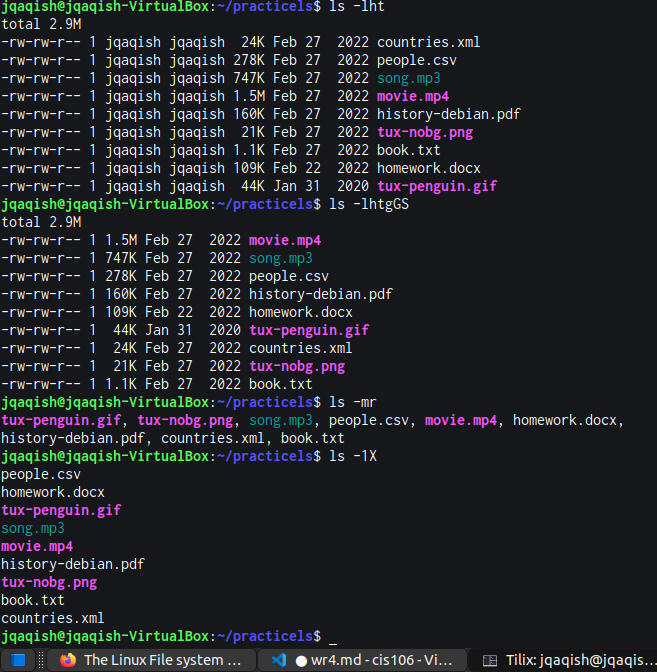 jqaqish@jqaqish-VirtualBox:~/practicels$ ls -lht
total 2.9M
-rw-rw-r-- 1 jqaqish jqaqish  24K Feb 27  2022 countries.xml
-rw-rw-r-- 1 jqaqish jqaqish 278K Feb 27  2022 people.csv
-rw-rw-r-- 1 jqaqish jqaqish 747K Feb 27  2022 song.mp3
-rw-rw-r-- 1 jqaqish jqaqish 1.5M Feb 27  2022 movie.mp4
-rw-rw-r-- 1 jqaqish jqaqish 160K Feb 27  2022 history-debian.pdf
-rw-rw-r-- 1 jqaqish jqaqish  21K Feb 27  2022 tux-nobg.png
-rw-rw-r-- 1 jqaqish jqaqish 1.1K Feb 27  2022 book.txt
-rw-rw-r-- 1 jqaqish jqaqish 109K Feb 22  2022 homework.docx
-rw-rw-r-- 1 jqaqish jqaqish  44K Jan 31  2020 tux-penguin.gif
jqaqish@jqaqish-VirtualBox:~/practicels$ ls -lhtgGS
total 2.9M
-rw-rw-r-- 1 1.5M Feb 27  2022 movie.mp4
-rw-rw-r-- 1 747K Feb 27  2022 song.mp3
-rw-rw-r-- 1 278K Feb 27  2022 people.csv
-rw-rw-r-- 1 160K Feb 27  2022 history-debian.pdf
-rw-rw-r-- 1 109K Feb 22  2022 homework.docx
-rw-rw-r-- 1  44K Jan 31  2020 tux-penguin.gif
-rw-rw-r-- 1  24K Feb 27  2022 countries.xml
-rw-rw-r-- 1  21K Feb 27  2022 tux-nobg.png
-rw-rw-r-- 1 1.1K Feb 27  2022 book.txt
jqaqish@jqaqish-VirtualBox:~/practicels$ ls -mr
tux-penguin.gif, tux-nobg.png, song.mp3, people.csv, movie.mp4, homework.docx,
history-debian.pdf, countries.xml, book.txt
jqaqish@jqaqish-VirtualBox:~/practicels$ ls -1X
people.csv
homework.docx
tux-penguin.gif
song.mp3
movie.mp4
history-debian.pdf
tux-nobg.png
book.txt
countries.xml
jqaqish@jqaqish-VirtualBox:~/practicels$ _
The Linux File system ... ● wr4.md - cis106 - Vi... Tilix: jqaqish@jqaqis...